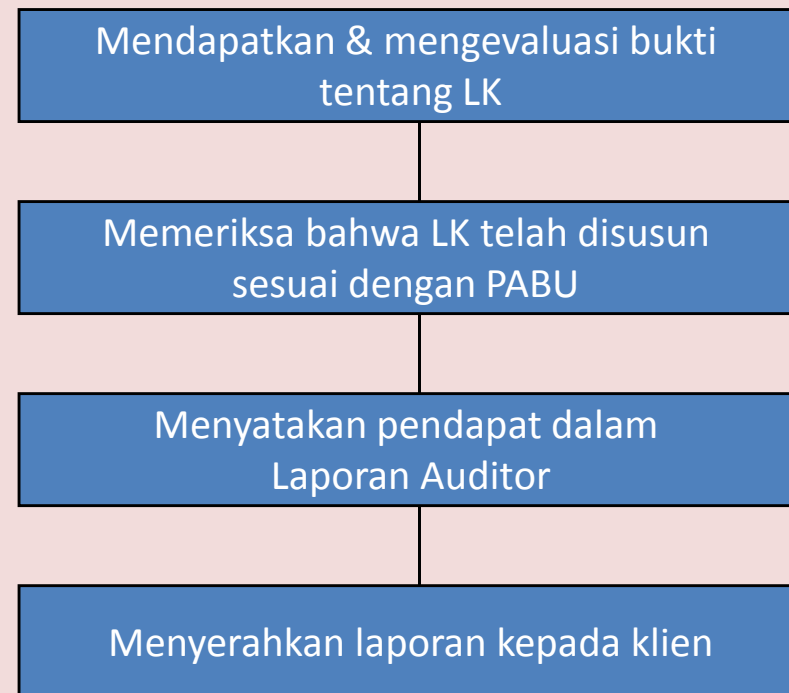 Mendapatkan & mengevaluasi bukti
tentang LK
Memeriksa bahwa LK telah disusun
sesuai dengan PABU
Menyatakan pendapat dalam
Laporan Auditor
Menyerahkan laporan kepada klien